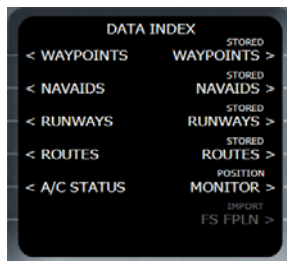 DATA INDEX
STORED
< WAYPOINTS WAYPOINTS >
STORED
< NAVAIDS NAVAIDS >
STORED
< RUNWAYS RUNWAYS >
STORED
< ROUTES ROUTES >
POSITION
< A/C STATUS MONITOR >
IMPORT
FS FPLN >